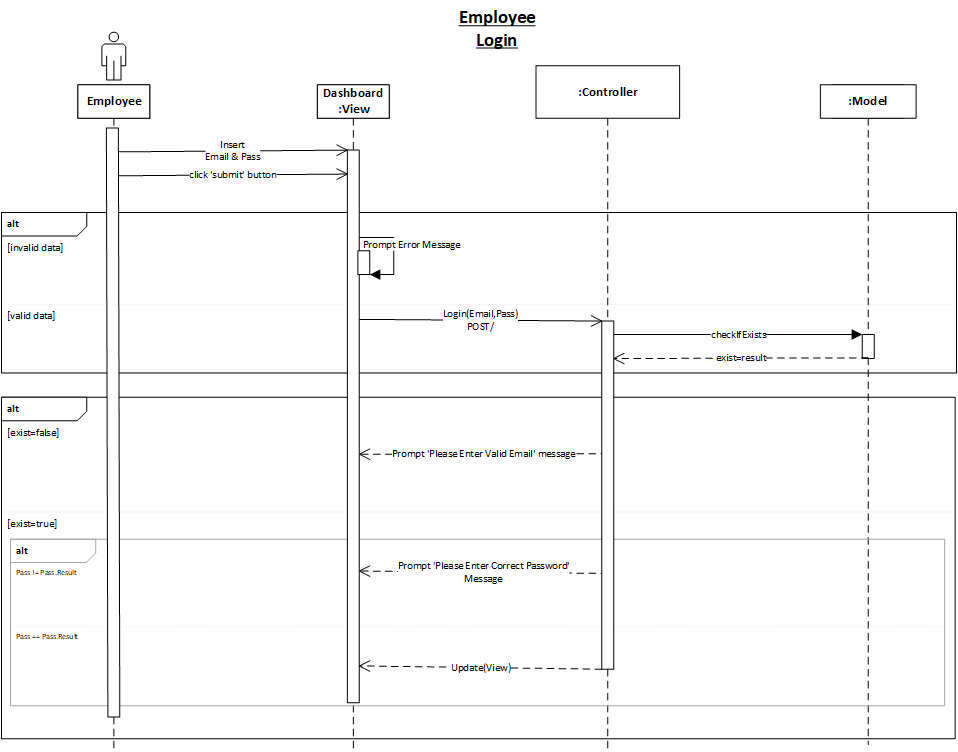 Employee
Login
Employee
Dashboard
:View
:Controller
:Model
Insert
Email & Pass
click 'submit' button
alt
[invalid data]
Prompt Error Message
[valid data]
Login(Email,Pass)
POST/
checkIfExists
exist=result
alt
[exist=false]
Prompt 'Please Enter Valid Email' message
[exist=true]
alt
Pass != Pass.Result
Prompt 'Please Enter Correct Password'
Message
Pass == Pass.Result
Update(View)